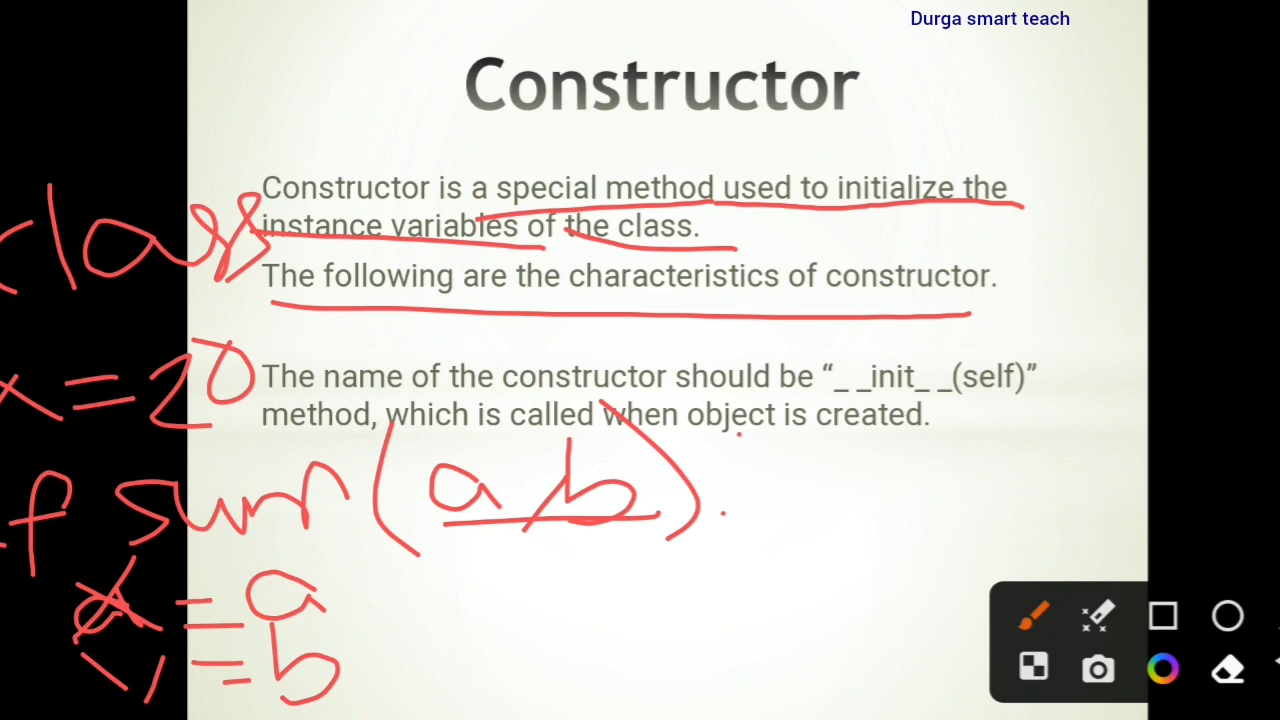 Durga smart teach
Constructor
Constructor is a special method used to initialize the
instance variables of the class.
class
The following are the characteristics of constructor.
x=20
The name of the constructor should be “_ _init_ _(self)”
method, which is called when object is created.
f sum(a,b):
= a
= b